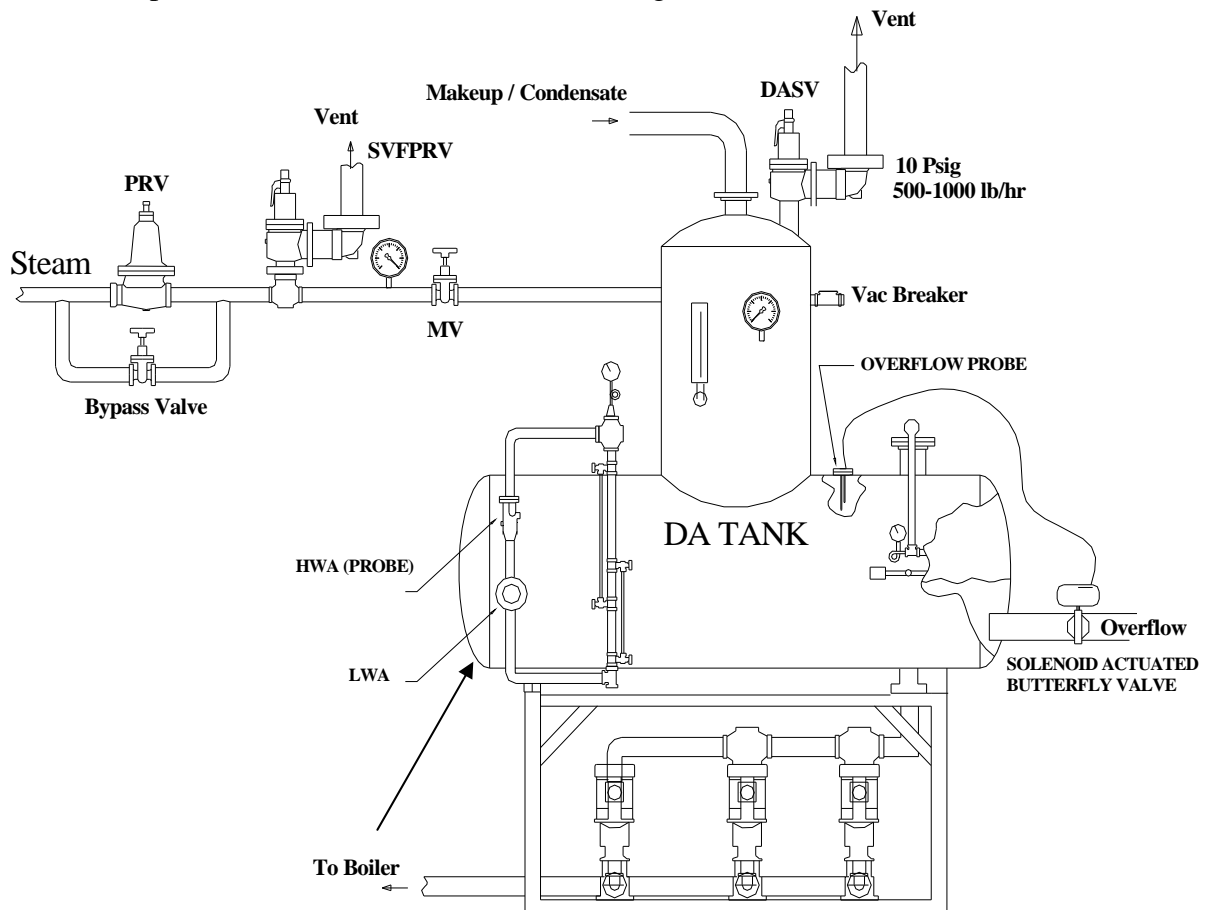 Vent
Makeup / Condensate
DASV
Vent
SVFPRV
10 Psig
500-1000 lb/hr
PRV
Steam
Vac Breaker
MV
OVERFLOW PROBE
Bypass Valve
DA TANK
HWA (PROBE)
Overflow
LWA
SOLENOID ACTUATED
BUTTERFLY VALVE
To Boiler